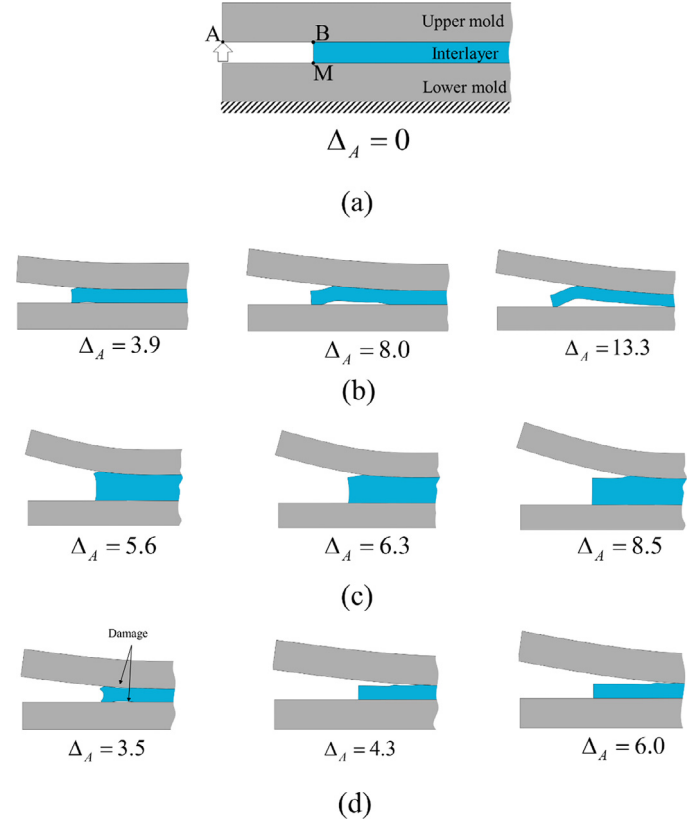 Upper mold
A B
Interlayer
M
Lower mold
Δ_A = 0
(a)
Δ_A = 3.9 Δ_A = 8.0 Δ_A = 13.3
(b)
Δ_A = 5.6 Δ_A = 6.3 Δ_A = 8.5
(c)
Damage
Δ_A = 3.5 Δ_A = 4.3 Δ_A = 6.0
(d)